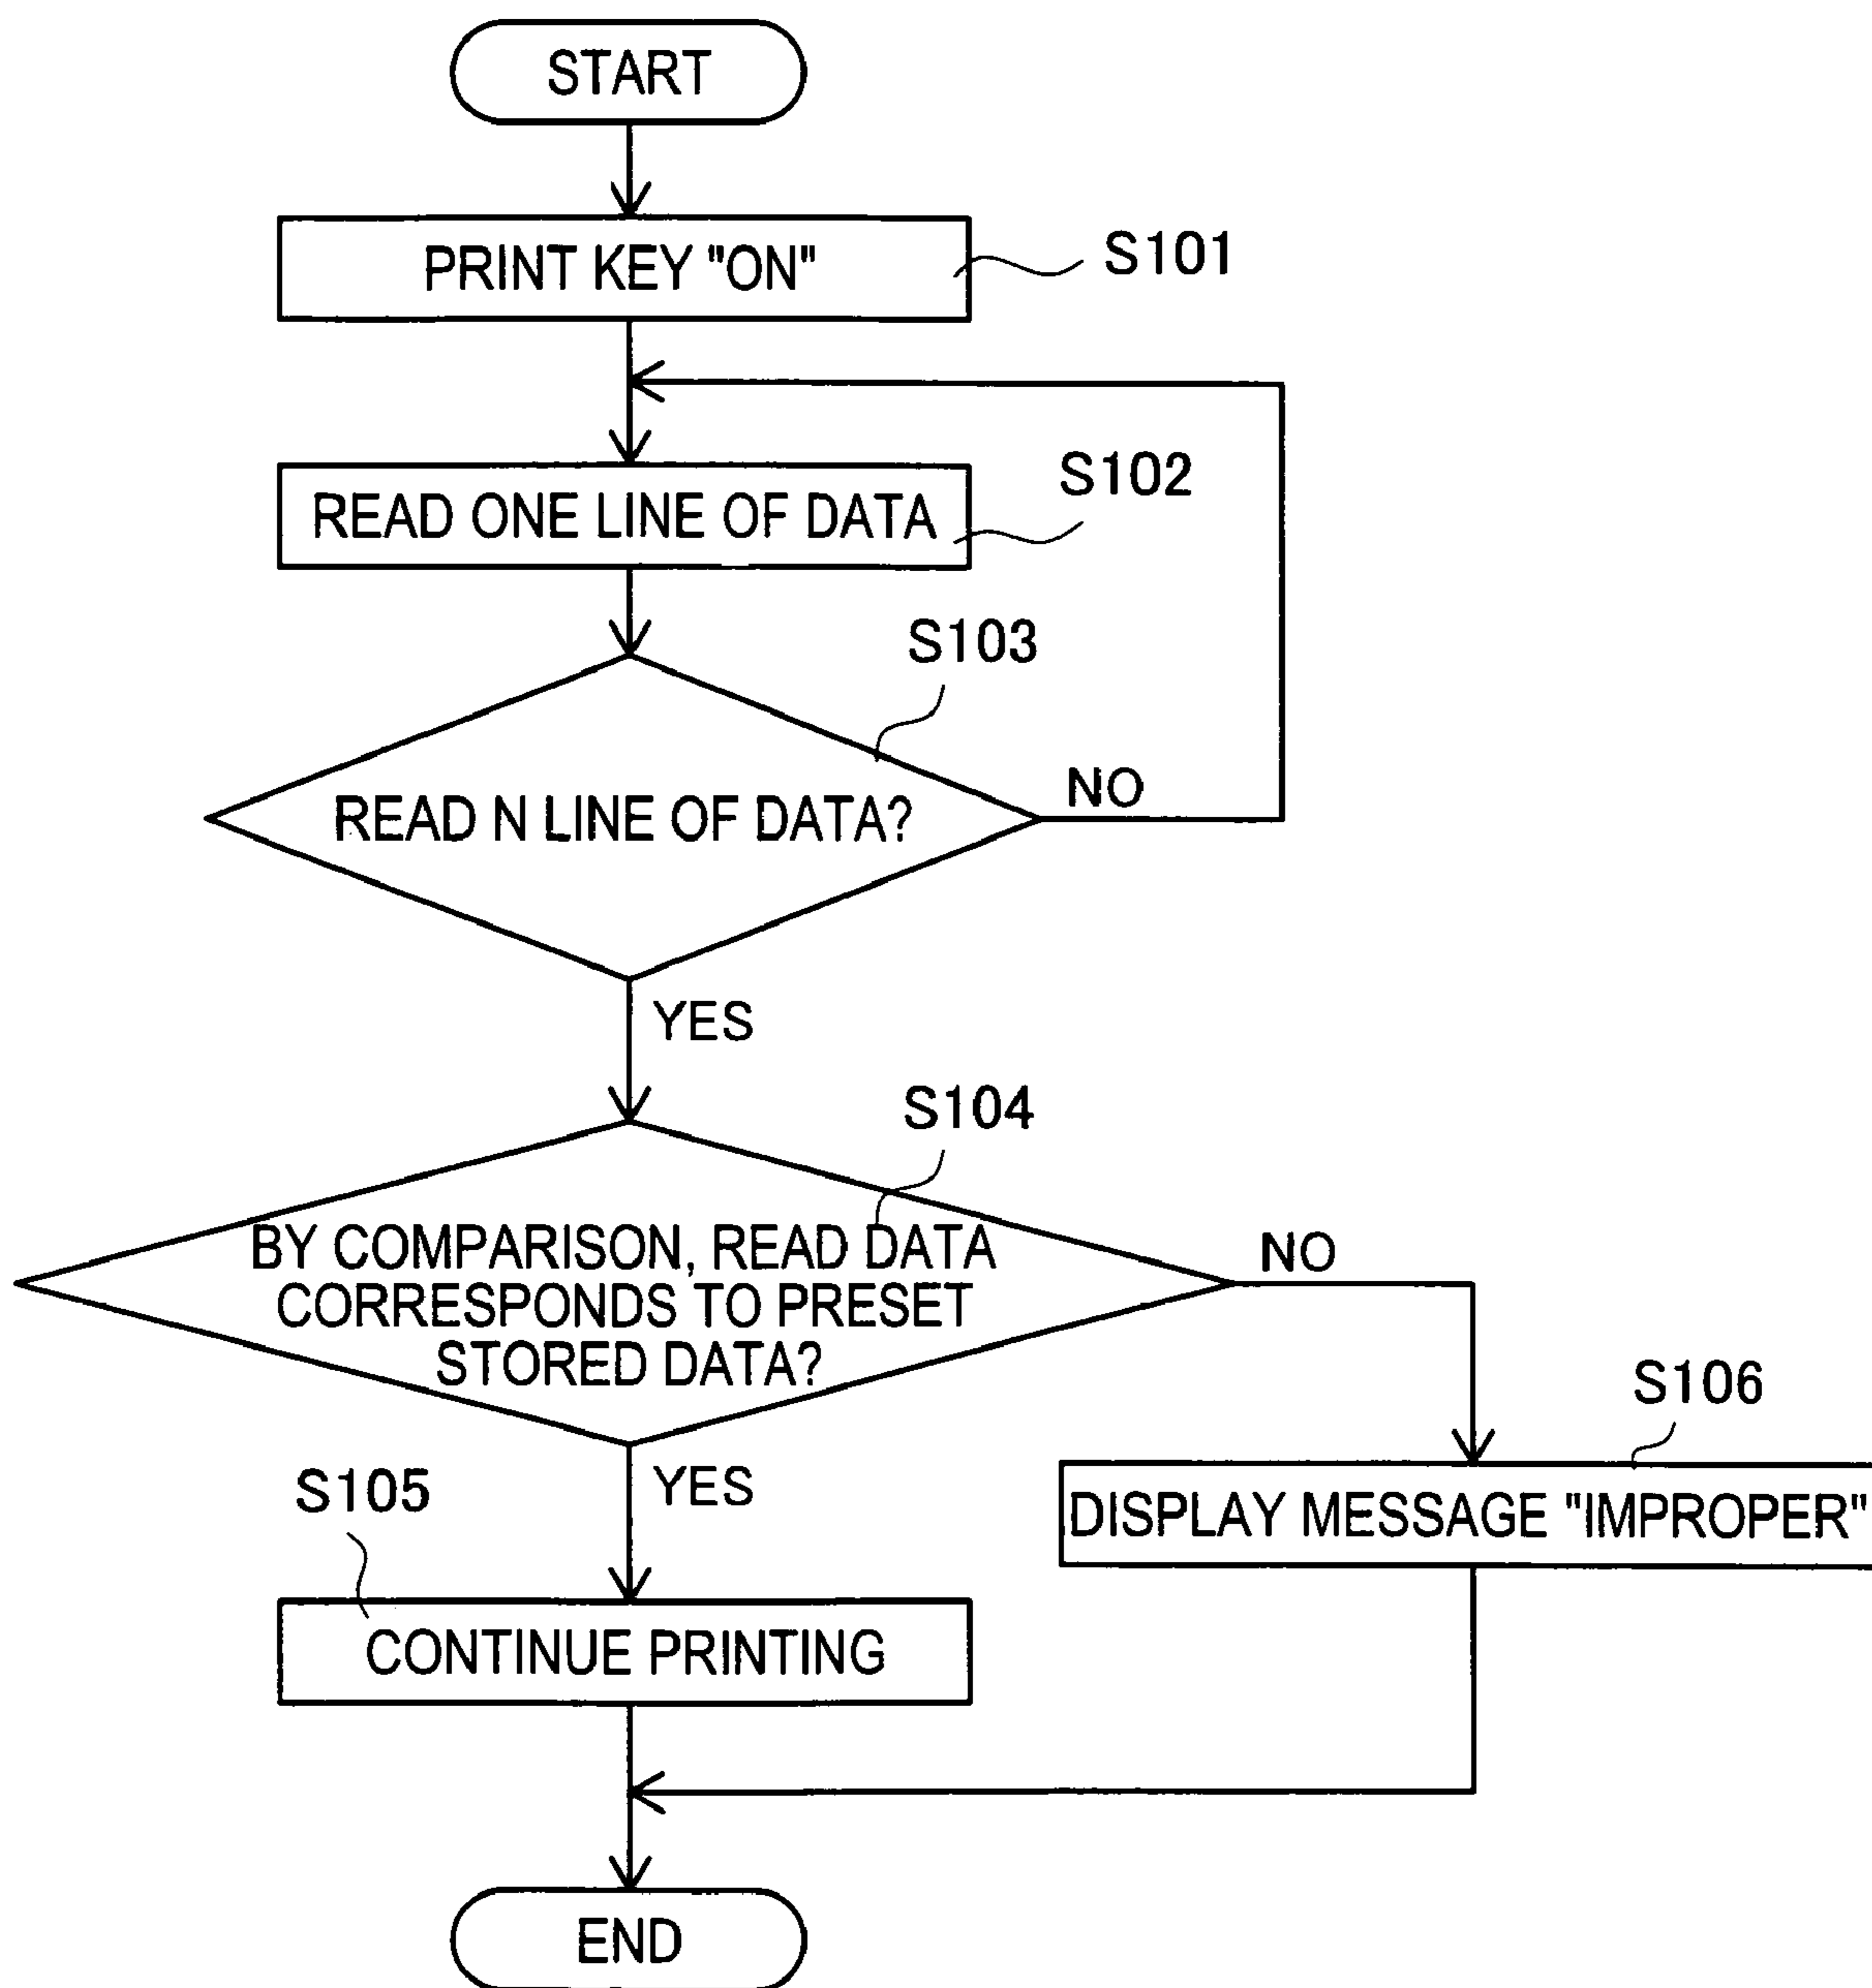 START
PRINT KEY "ON"
S101
READ ONE LINE OF DATA
S102
S103
READ N LINE OF DATA?
NO
YES
S104
BY COMPARISON, READ DATA
CORRESPONDS TO PRESET
STORED DATA?
NO
YES
S105
S106
DISPLAY MESSAGE "IMPROPER"
CONTINUE PRINTING
END